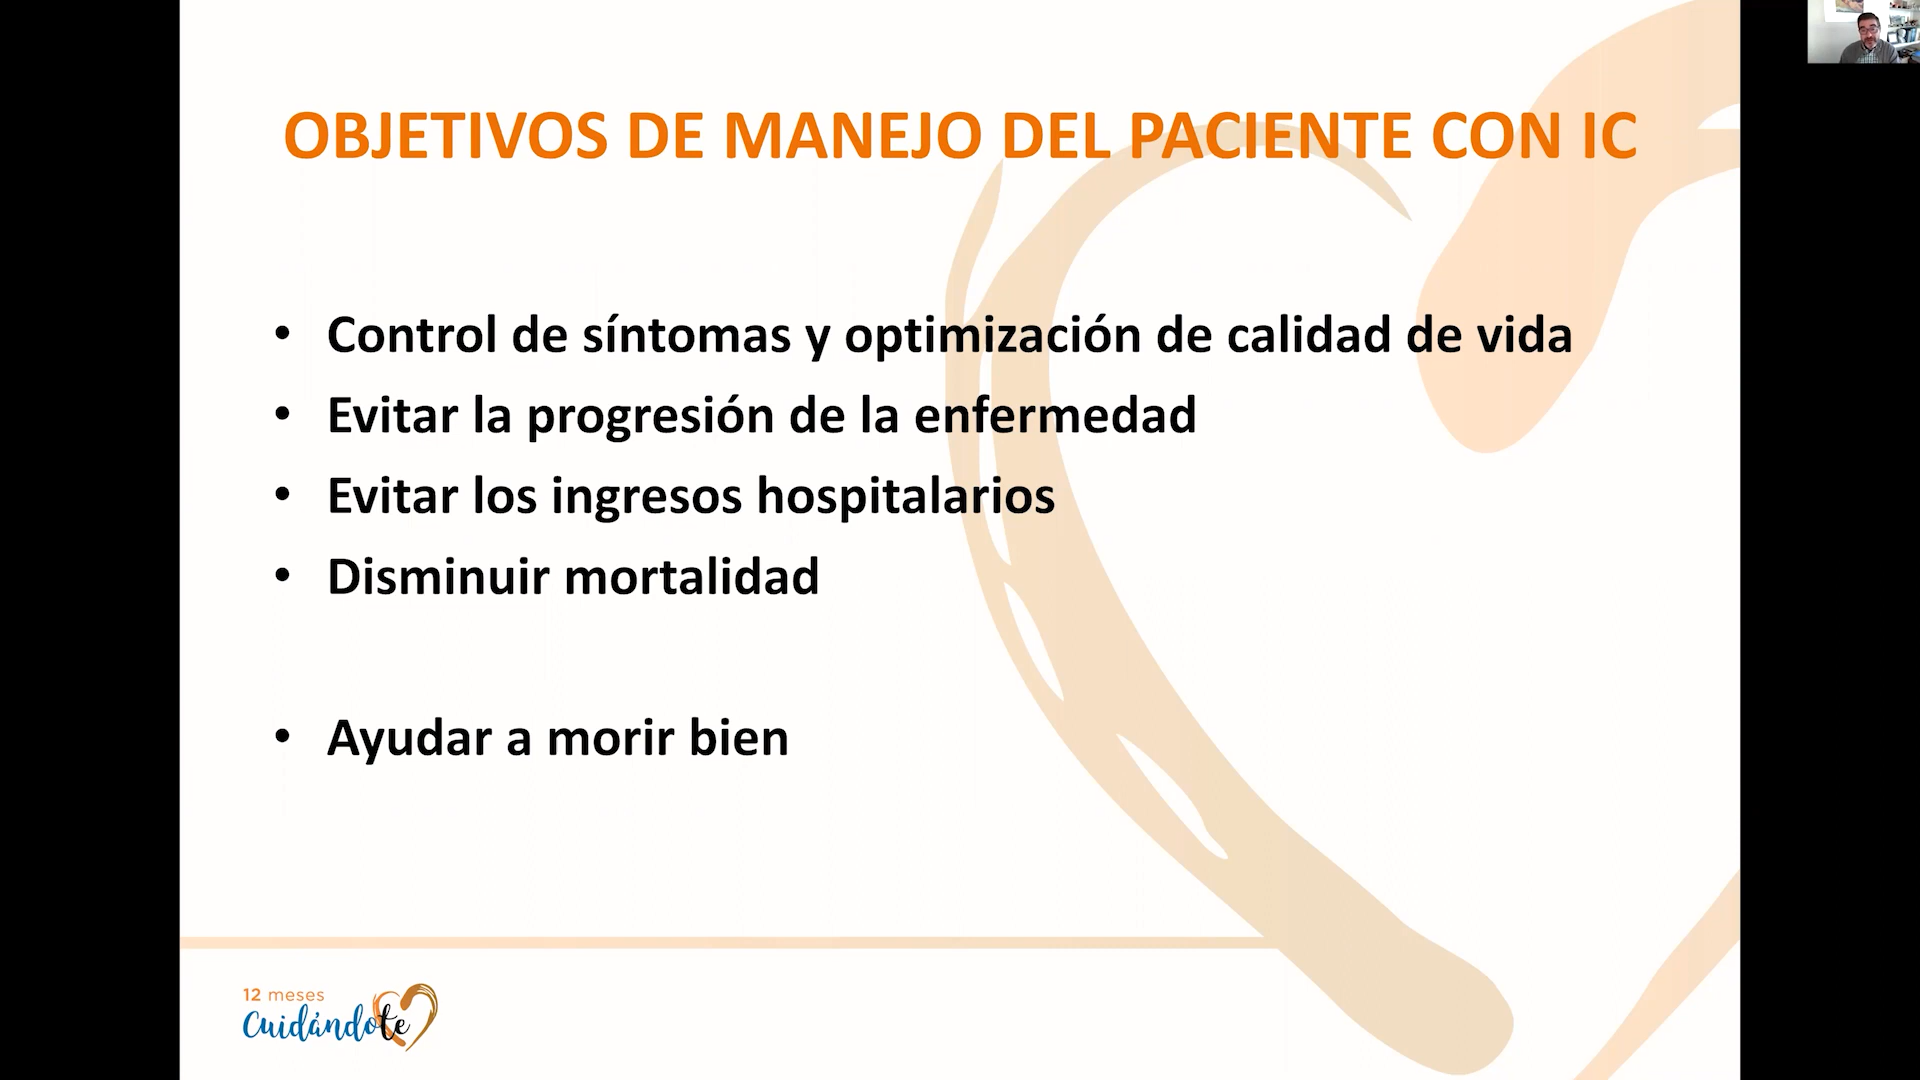 OBJETIVOS DE MANEJO DEL PACIENTE CON IC
• Control de síntomas y optimización de calidad de vida
• Evitar la progresión de la enfermedad
• Evitar los ingresos hospitalarios
• Disminuir mortalidad
• Ayudar a morir bien
12 meses
Cuidándote